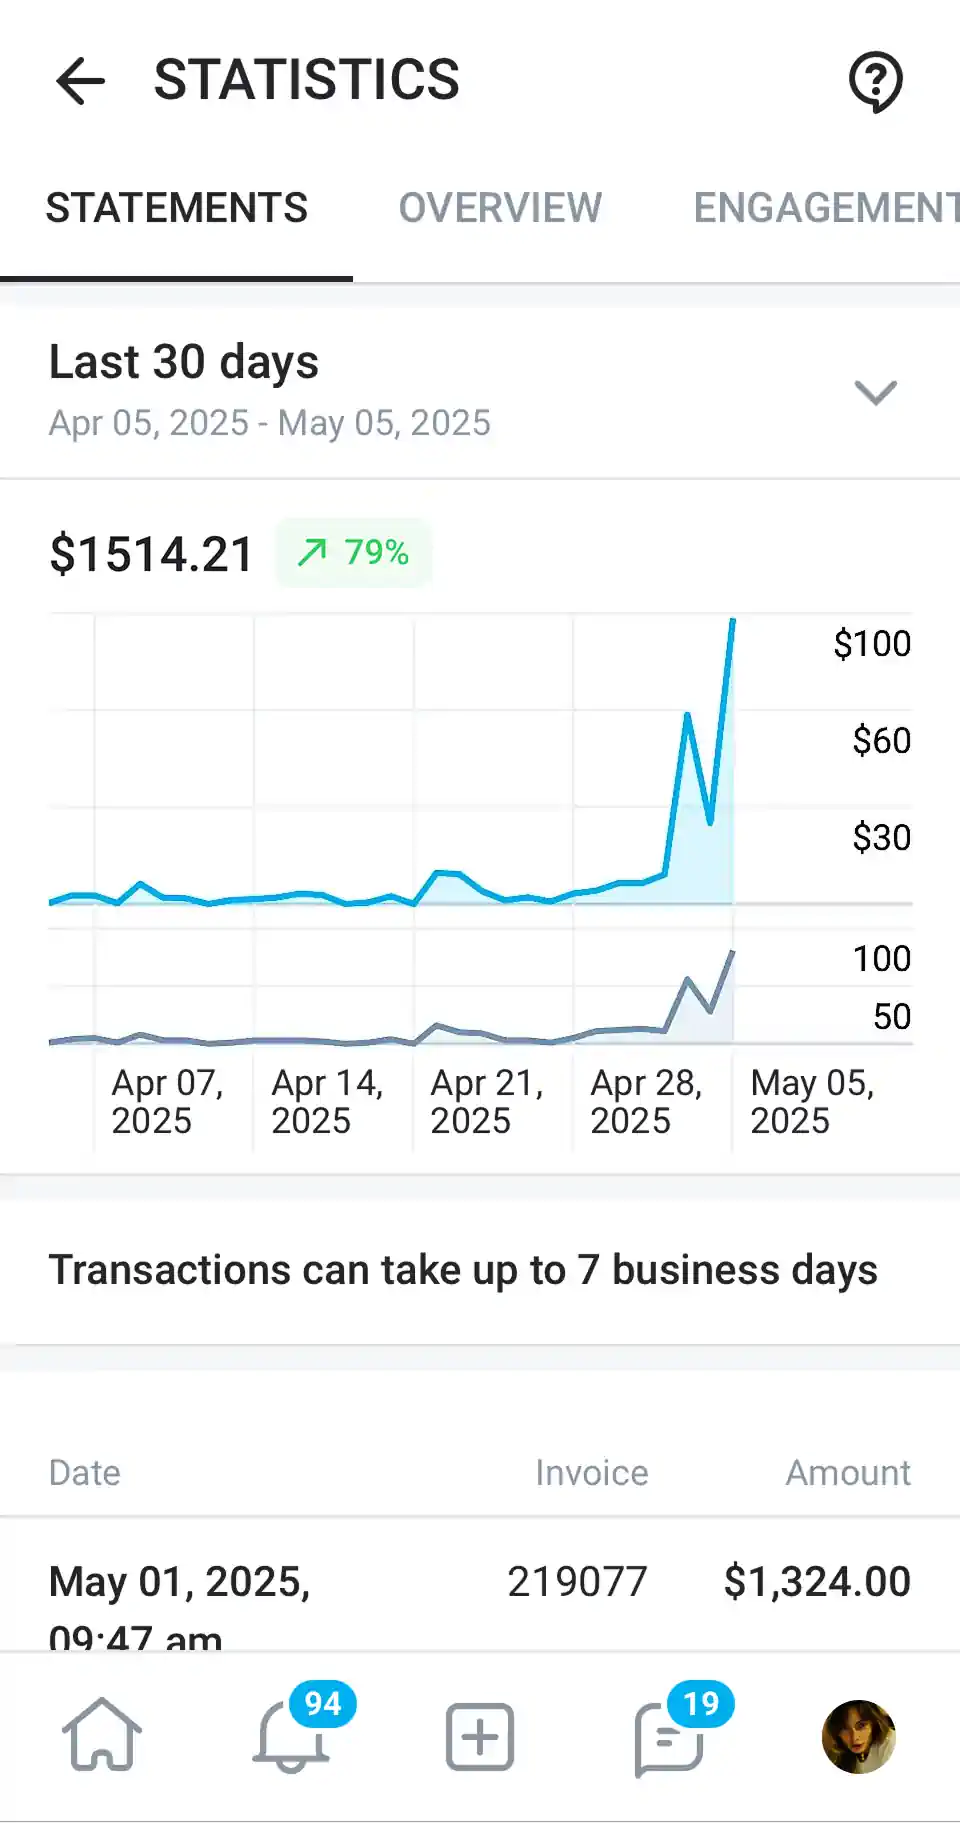 STATISTICS
STATEMENTS OVERVIEW ENGAGEMENT
Last 30 days
Apr 05, 2025 - May 05, 2025
$1514.21 79%
$100
$60
$30
100
50
Apr 07, 2025
Apr 14, 2025
Apr 21, 2025
Apr 28, 2025
May 05, 2025
Transactions can take up to 7 business days
Date Invoice Amount
May 01, 2025, 219077 $1,324.00
09:47 am
94 19